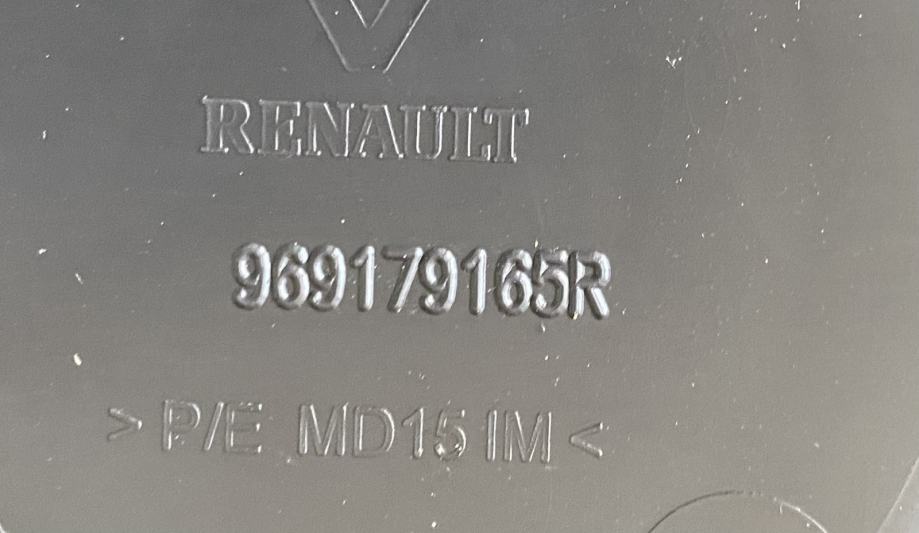 RENAULT
969179165R
> P/E MD15 IM <